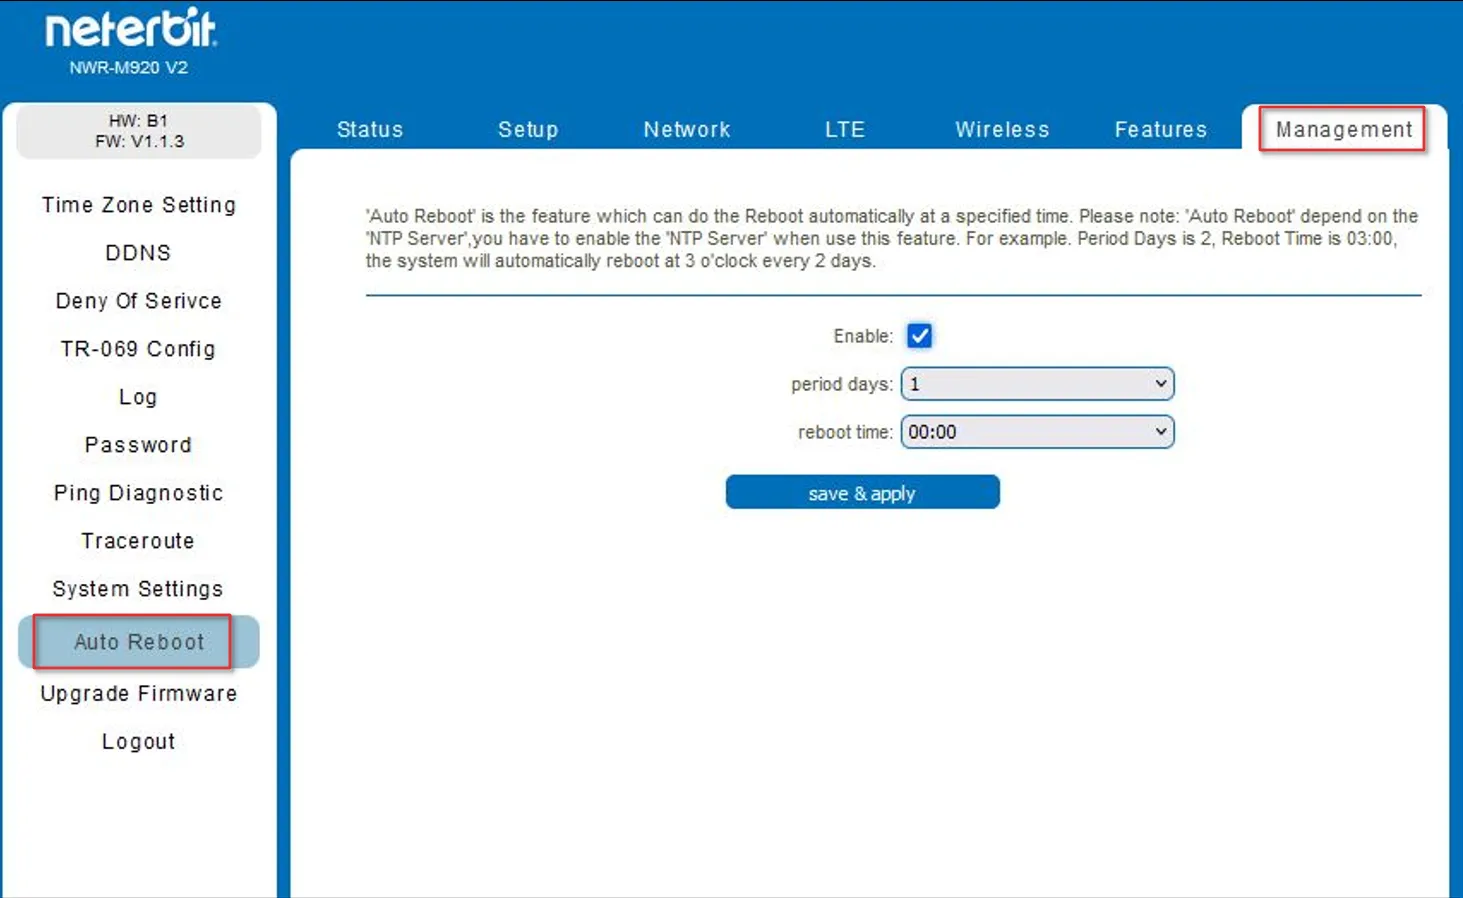 neterbit
NWR-M920 V2
HW: B1
FW: V1.1.3
Status Setup Network LTE Wireless Features Management
Time Zone Setting
DDNS
Deny Of Serivce
TR-069 Config
Log
Password
Ping Diagnostic
Traceroute
System Settings
Auto Reboot
Upgrade Firmware
Logout
'Auto Reboot' is the feature which can do the Reboot automatically at a specified time. Please note: 'Auto Reboot' depend on the
'NTP Server',you have to enable the 'NTP Server' when use this feature. For example. Period Days is 2, Reboot Time is 03:00,
the system will automatically reboot at 3 o'clock every 2 days.
Enable:
period days: 1
reboot time: 00:00
save & apply